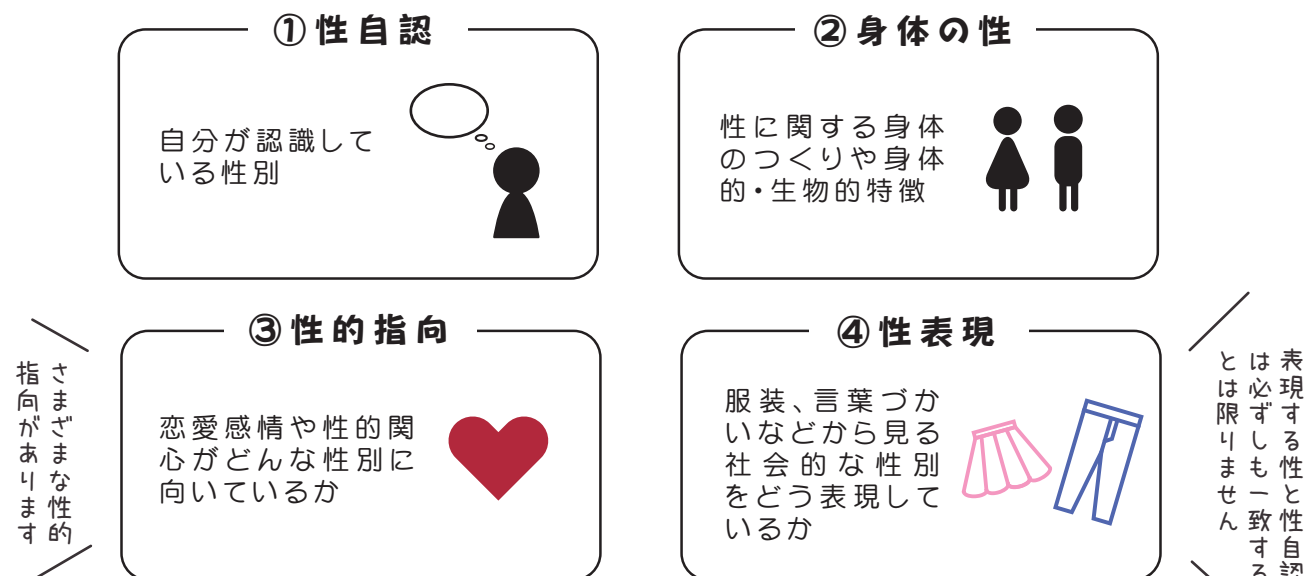 ①性自認
自分が認識して
いる性別
②身体の性
性に関する身体
のつくりや身体
的・生物的特徴
③性的指向
恋愛感情や性的関
心がどんな性別に
向いているか
さまざまな性的
指向があります
④性表現
服装、言葉づか
いなどから見る
社会的な性別
をどう表現して
いるか
表現する性と性自認
は必ずしも一致する
とは限りません